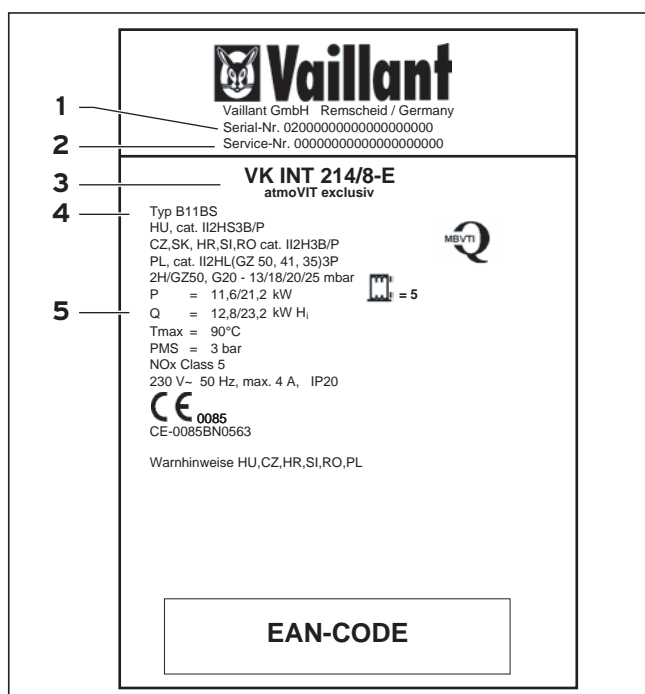 Vaillant
Vaillant GmbH Remscheid / Germany
1 Serial-Nr. 02000000000000000000
2 Service-Nr. 00000000000000000000
3 VK INT 214/8-E
atmoVIT exclusiv
4 Typ B11BS
HU, cat. II2HS3B/P
CZ,SK, HR,SI,RO cat. II2H3B/P
MBVTI Q
PL, cat. II2HL(GZ 50, 41, 35)3P
2H/GZ50, G20 - 13/18/20/25 mbar
P = 11,6/21,2 kW = 5
5 Q = 12,8/23,2 kW Hi
Tmax = 90°C
PMS = 3 bar
NOx Class 5
230 V~ 50 Hz, max. 4 A, IP20
CE 0085
CE-0085BN0563
Warnhinweise HU,CZ,HR,SI,RO,PL
EAN-CODE